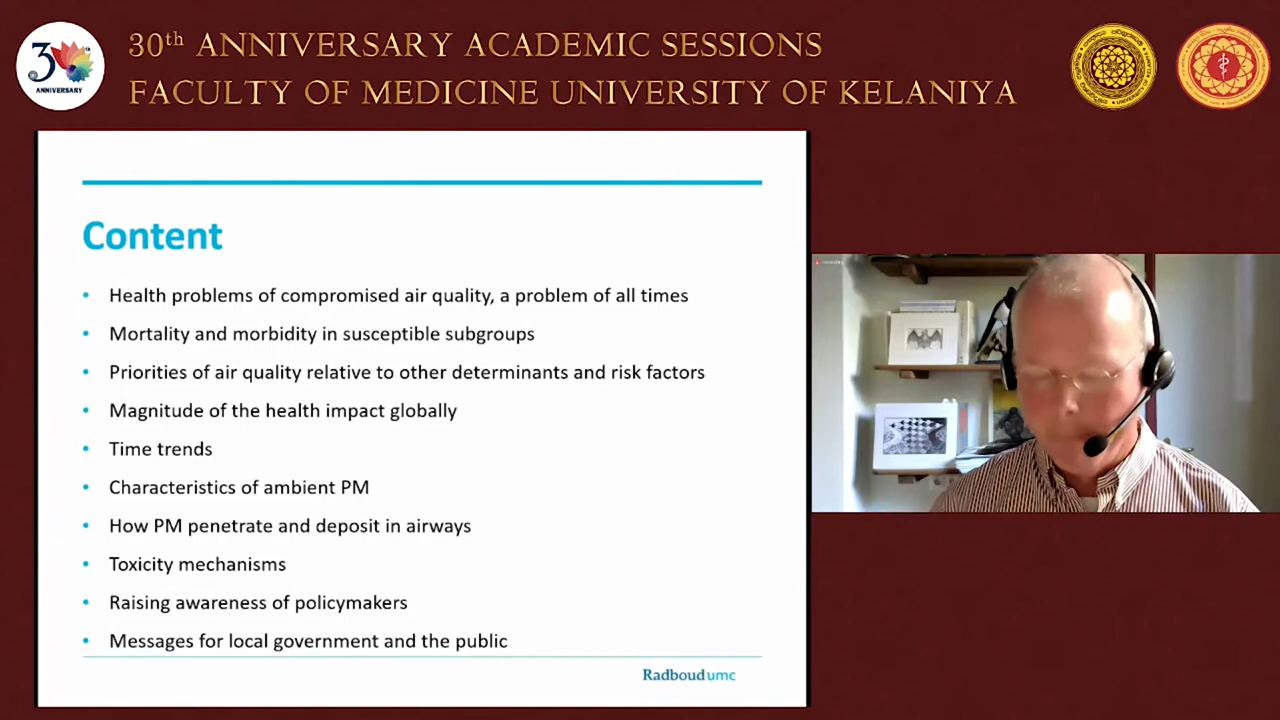 30th ANNIVERSARY ACADEMIC SESSIONS
FACULTY OF MEDICINE UNIVERSITY OF KELANIYA
30th
ANNIVERSARY
Content
• Health problems of compromised air quality, a problem of all times
• Mortality and morbidity in susceptible subgroups
• Priorities of air quality relative to other determinants and risk factors
• Magnitude of the health impact globally
• Time trends
• Characteristics of ambient PM
• How PM penetrate and deposit in airways
• Toxicity mechanisms
• Raising awareness of policymakers
• Messages for local government and the public
Radboudumc